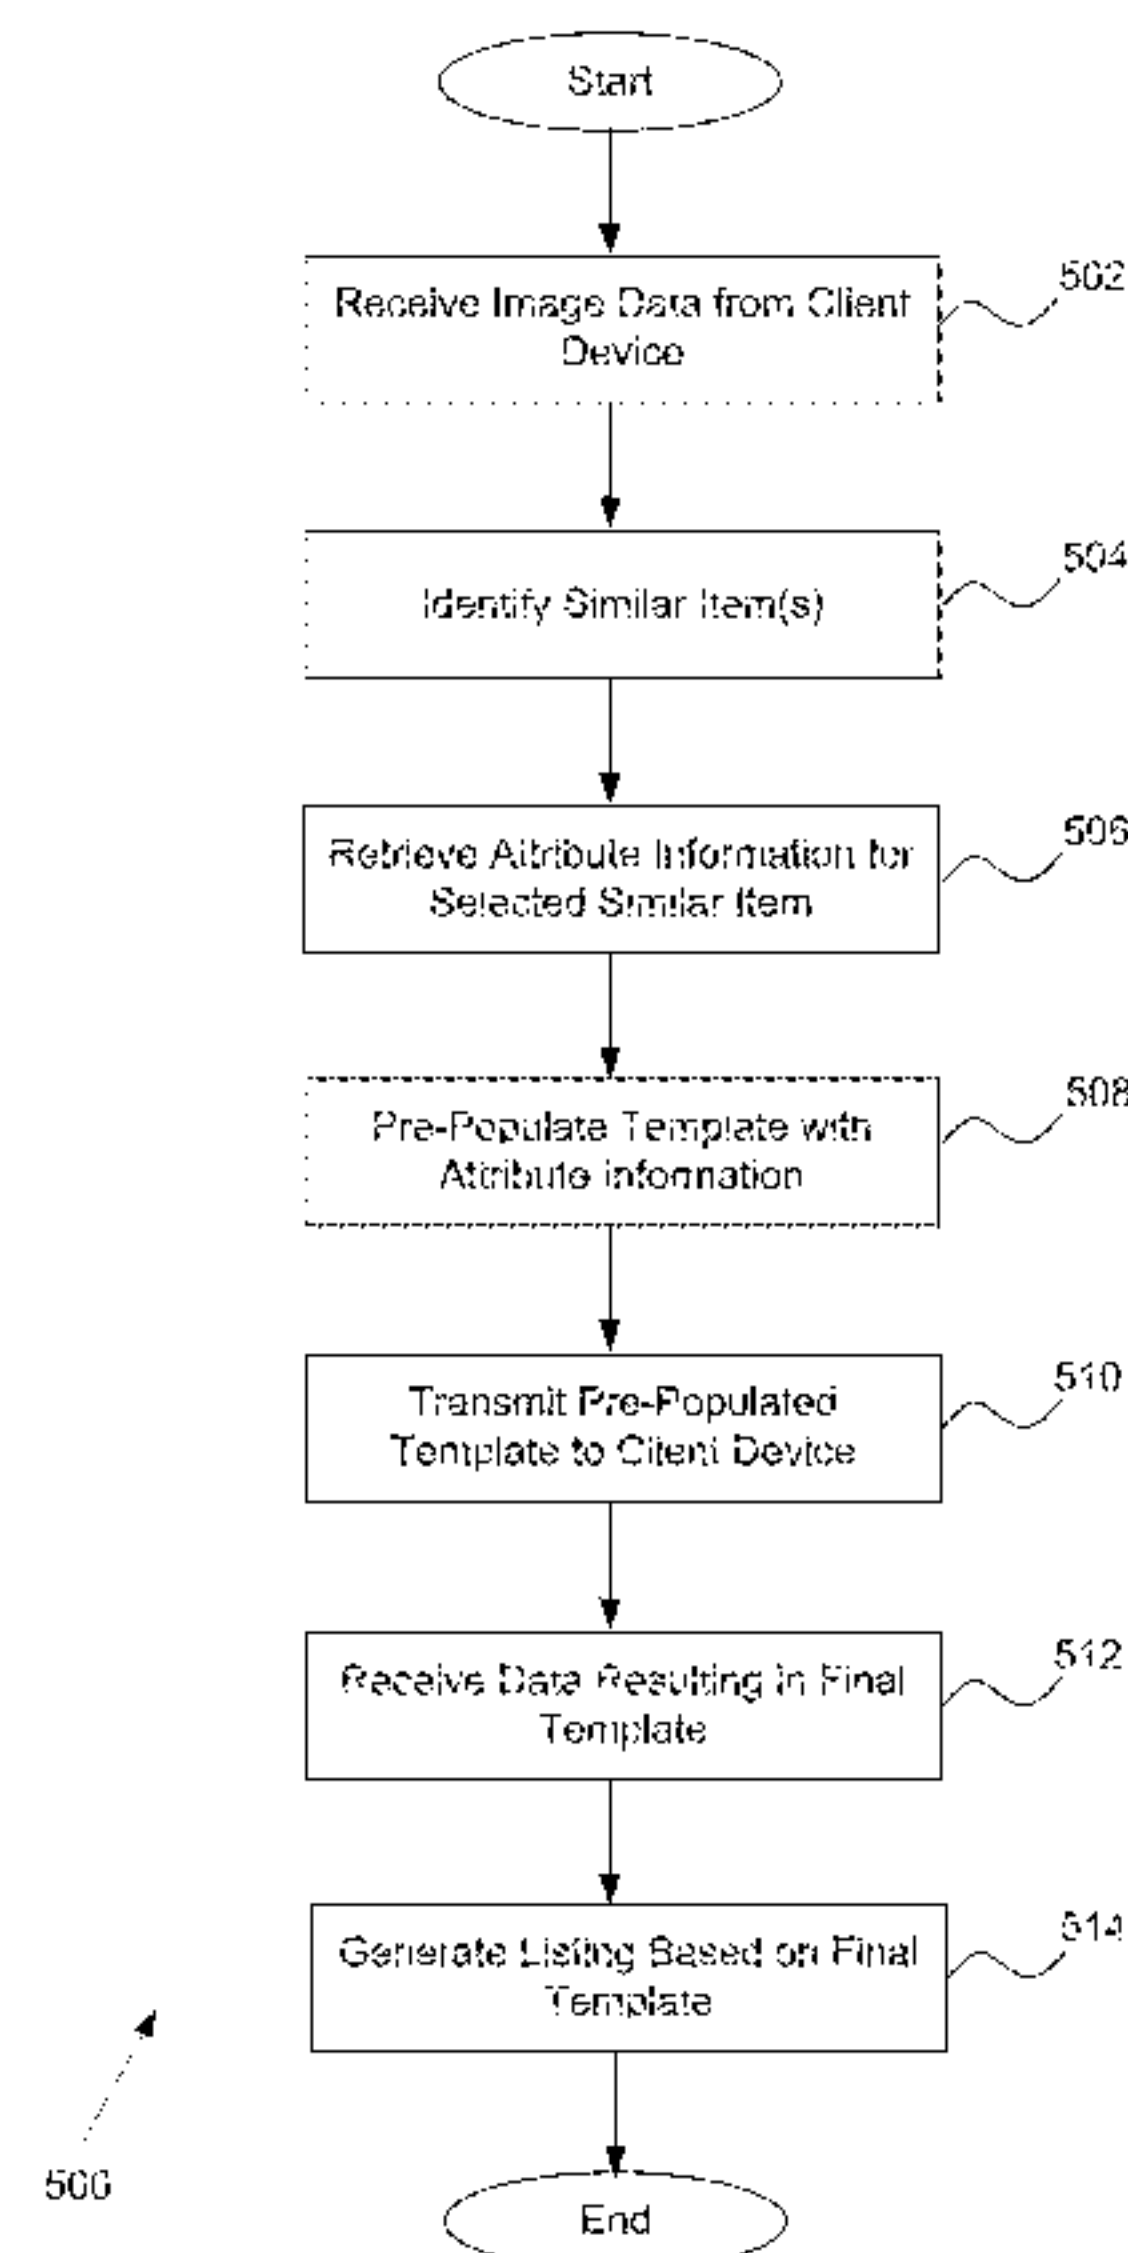 Start
Receive Image Data from Client
Device
502
Identify Similar Item(s)
504
Retrieve Attribute Information for
Selected Similar Item
506
Pre-Populate Template with
Attribute information
508
Transmit Pre-Populated
Template to Client Device
510
Receive Data Resulting in Final
Template
512
Generate Listing Based on Final
Template
514
500
End